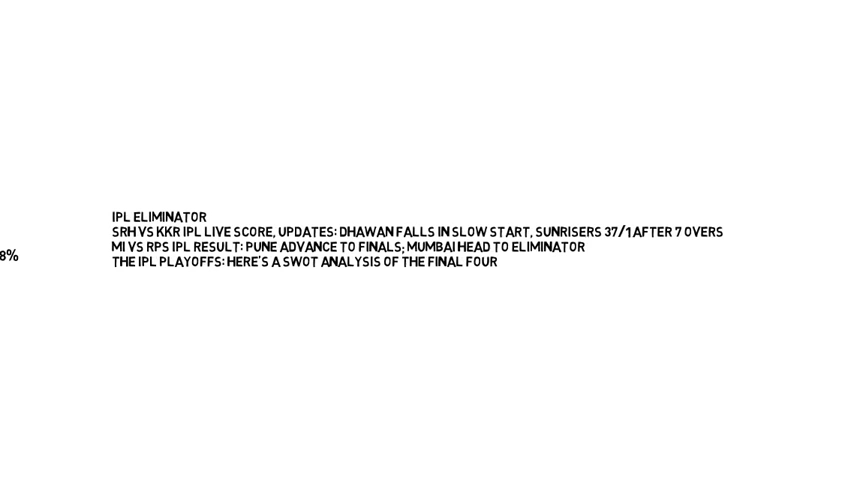 IPL ELIMINATOR
SRH VS KKR IPL LIVE SCORE, UPDATES: DHAWAN FALLS IN SLOW START, SUNRISERS 37/1 AFTER 7 OVERS
MI VS RPS IPL RESULT: PUNE ADVANCE TO FINALS; MUMBAI HEAD TO ELIMINATOR
8%
THE IPL PLAYOFFS: HERE'S A SWOT ANALYSIS OF THE FINAL FOUR